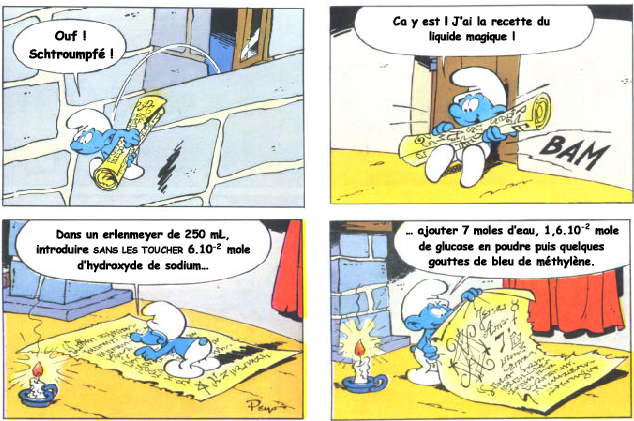 Ouf !
Schtroumpfé !
Ca y est ! J'ai la recette du
liquide magique !
BAM
Dans un erlenmeyer de 250 mL,
introduire SANS LES TOUCHER 6.10⁻² mole
d'hydroxyde de sodium...
Peyo
... ajouter 7 moles d'eau, 1,6.10⁻² mole
de glucose en poudre puis quelques
gouttes de bleu de méthylène.